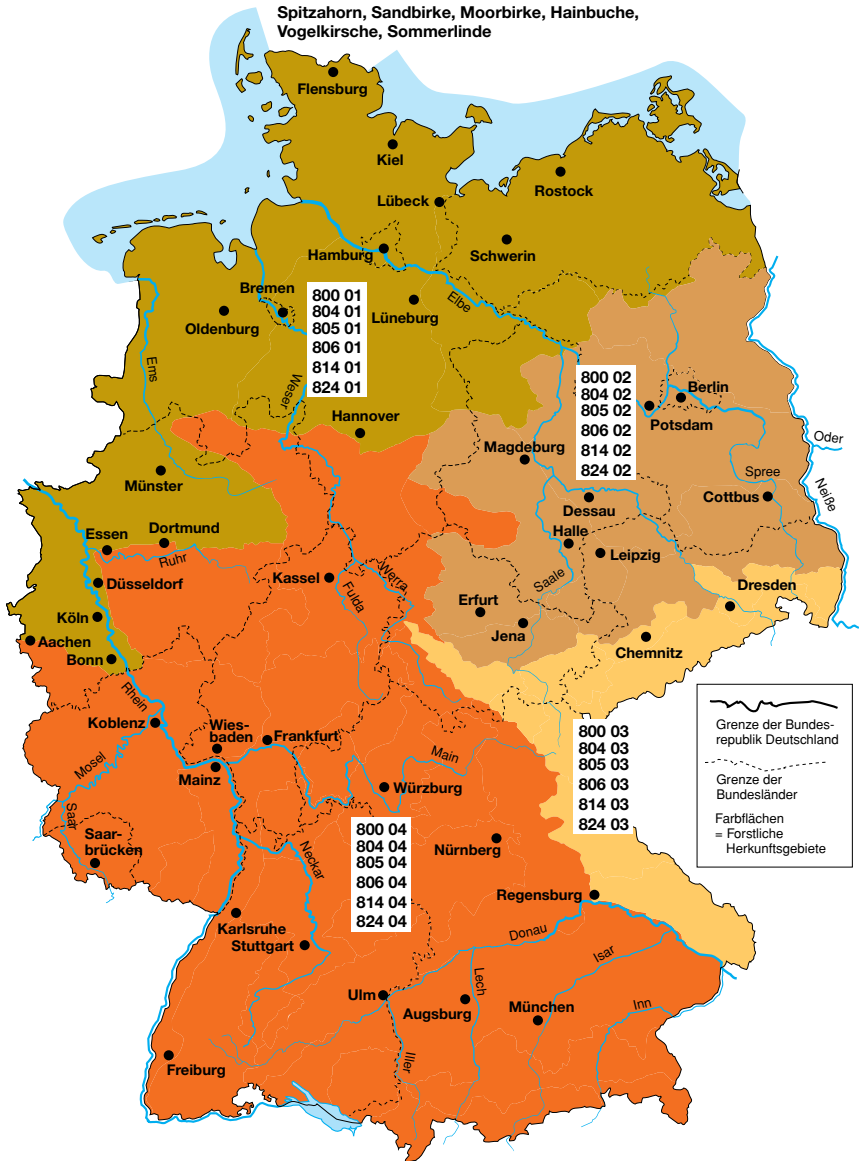 Spitzahorn, Sandbirke, Moorbirke, Hainbuche,
Vogelkirsche, Sommerlinde
Flensburg
Kiel
Rostock
Lübeck
Schwerin
Hamburg
Bremen
Oldenburg
Lüneburg
Elbe
800 01
804 01
805 01
806 01
814 01
824 01
Ems
Weser
Hannover
800 02
804 02
805 02
806 02
814 02
824 02
Berlin
Potsdam
Magdeburg
Oder
Spree
Neiße
Cottbus
Münster
Dessau
Essen
Dortmund
Ruhr
Halle
Leipzig
Düsseldorf
Kassel
Werra
Fulda
Saale
Dresden
Köln
Erfurt
Jena
Chemnitz
Aachen
Bonn
Rhein
Koblenz
Wies-
baden
Frankfurt
Main
Mosel
Mainz
Würzburg
800 03
804 03
805 03
806 03
814 03
824 03
Grenze der Bundes-
republik Deutschland
Grenze der
Bundesländer
Farbflächen
= Forstliche
Herkunftsgebiete
Saar
Saar-
brücken
Neckar
800 04
804 04
805 04
806 04
814 04
824 04
Nürnberg
Regensburg
Karlsruhe
Stuttgart
Donau
Isar
Lech
Ulm
Augsburg
München
Inn
Iller
Freiburg